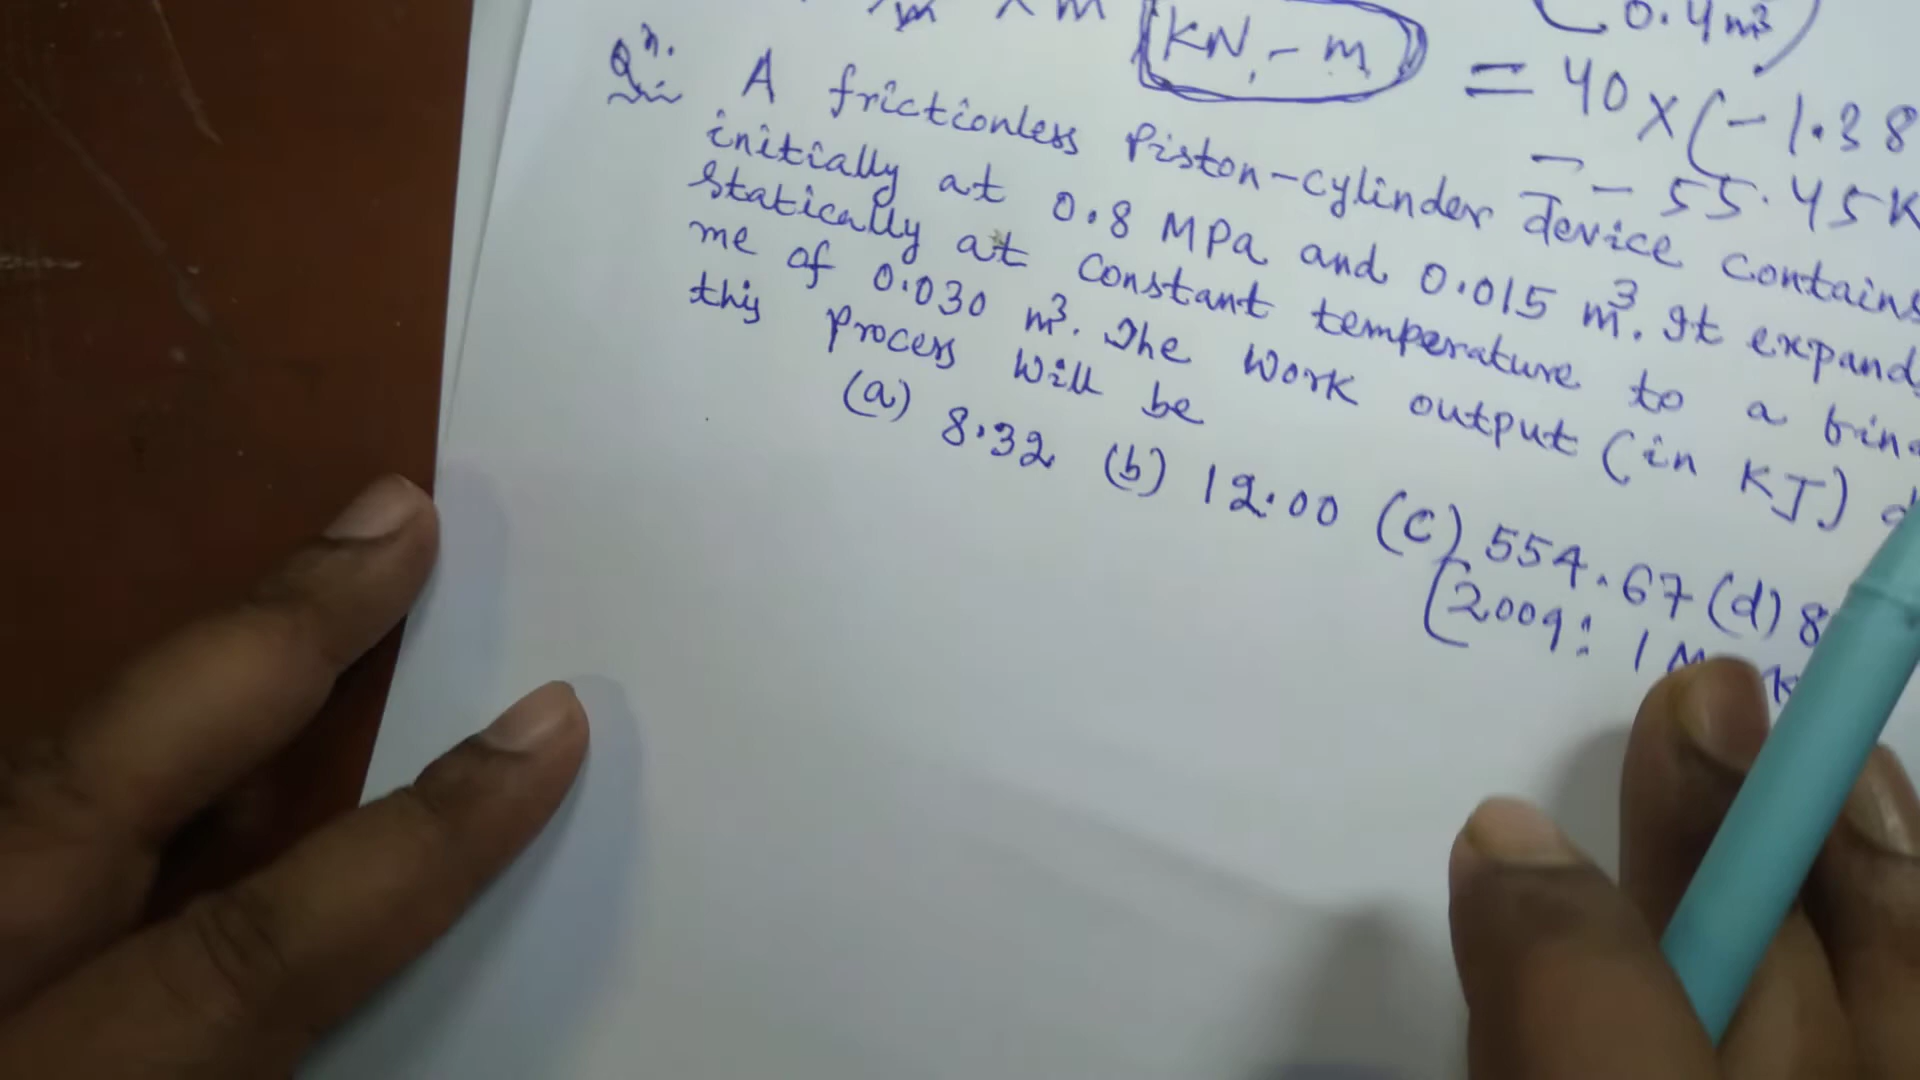 m × m [KN-m]
0.4 m³)
= 40 × (-1.38
= - 55.45 K
Qn. A frictionless Piston-cylinder device contains
initially at 0.8 MPa and 0.015 m³. It expands
statically at constant temperature to a fina
me of 0.030 m³. The work output (in KJ) d
this process will be
(a) 8.32 (b) 12.00 (c) 554.67 (d) 8
[2009: 1 M